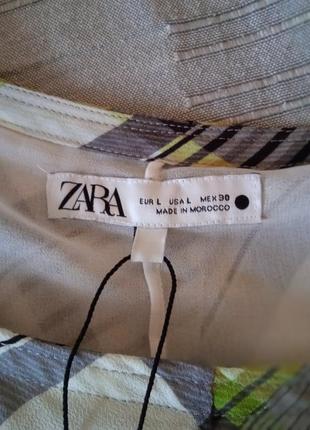 ZARA
EUR L USA L MEX 30
MADE IN MOROCCO